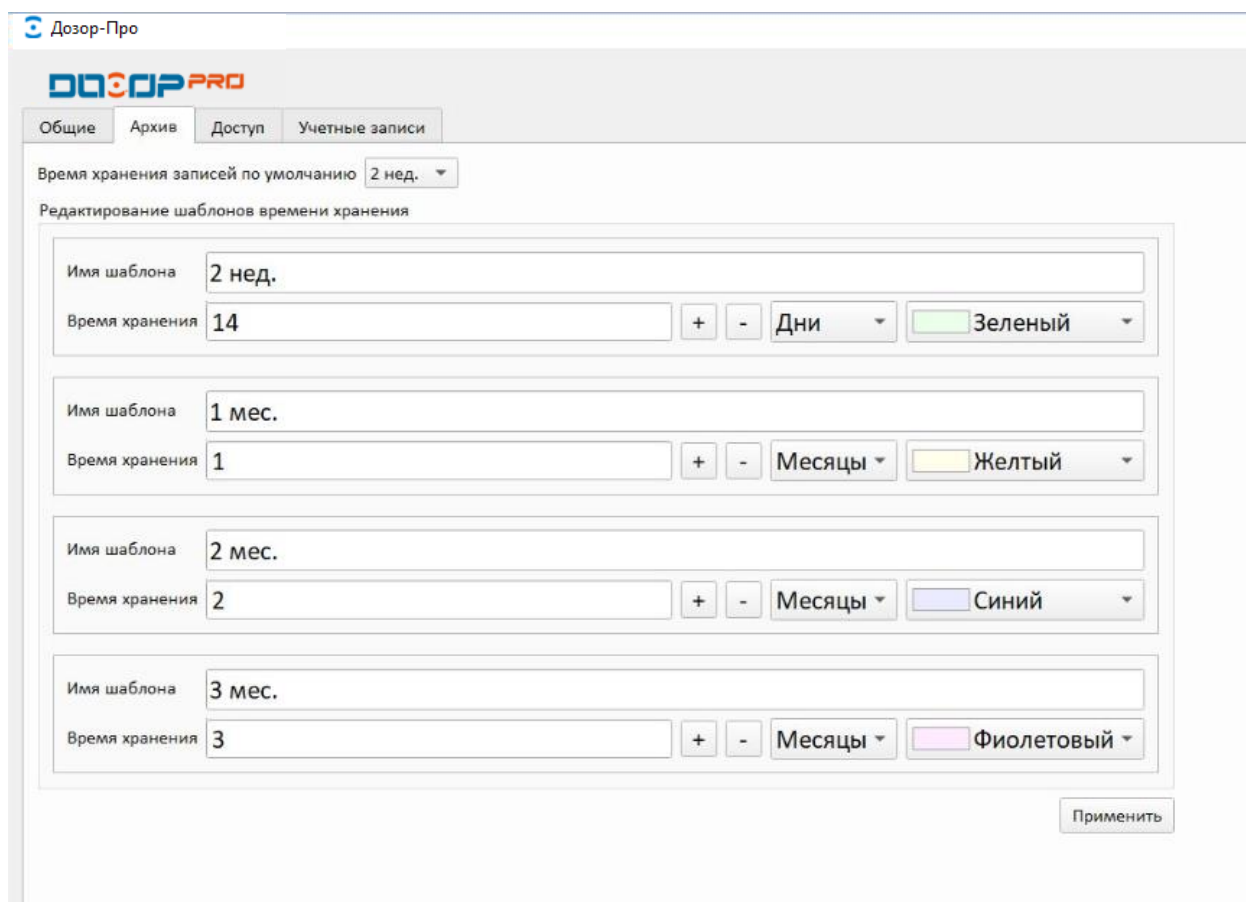 Дозор-Про
ДОЗОР PRO
Общие Архив Доступ Учетные записи
Время хранения записей по умолчанию 2 нед.
Редактирование шаблонов времени хранения
Имя шаблона 2 нед.
Время хранения 14 + - Дни Зеленый
Имя шаблона 1 мес.
Время хранения 1 + - Месяцы Желтый
Имя шаблона 2 мес.
Время хранения 2 + - Месяцы Синий
Имя шаблона 3 мес.
Время хранения 3 + - Месяцы Фиолетовый
Применить